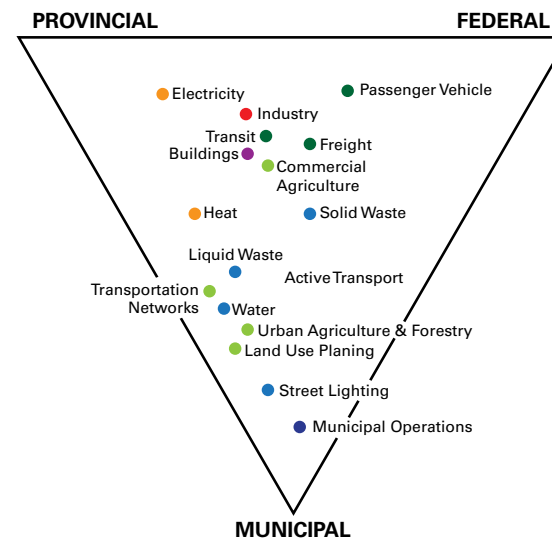 PROVINCIAL
FEDERAL
Electricity
Passenger Vehicle
Industry
Transit
Freight
Buildings
Commercial
Agriculture
Heat
Solid Waste
Liquid Waste
Active Transport
Transportation
Networks
Water
Urban Agriculture & Forestry
Land Use Planing
Street Lighting
Municipal Operations
MUNICIPAL